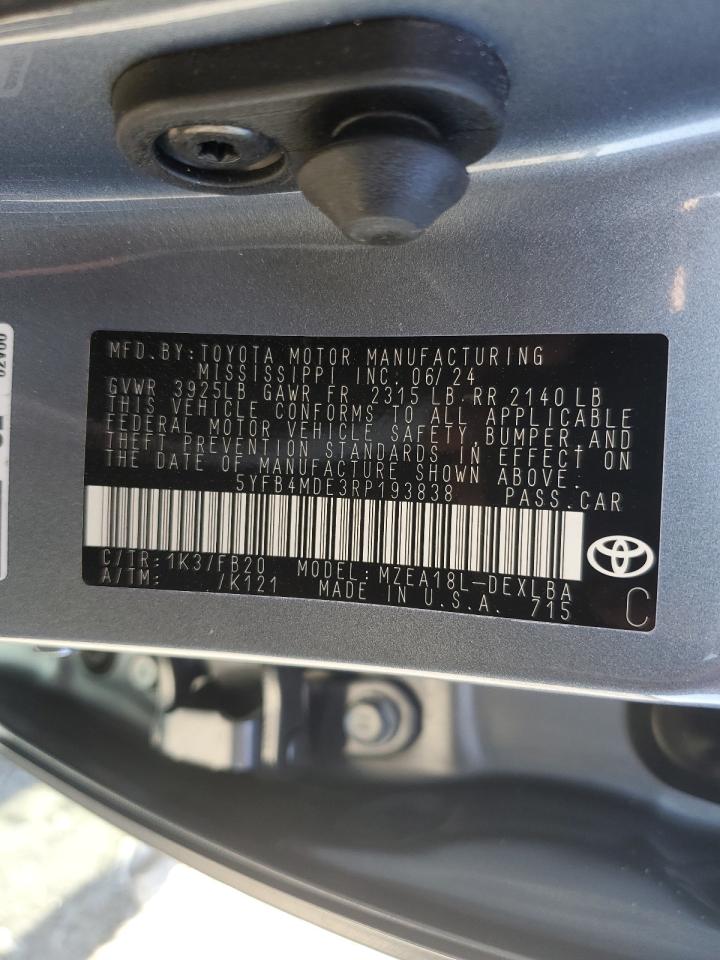 MFD.BY:TOYOTA MOTOR MANUFACTURING
MISSISSIPPI INC. 06/24
GVWR 3925LB GAWR FR 2315 LB.RR 2140 LB
THIS VEHICLE CONFORMS TO ALL APPLICABLE
FEDERAL MOTOR VEHICLE SAFETY,BUMPER,AND
THEFT PREVENTION STANDARDS IN EFFECT ON
THE DATE OF MANUFACTURE SHOWN ABOVE.
5YFB4MDE3RP193838 PASS.CAR
C/TR:1K37FB20 MODEL:MZEA18L-DEXLBA
A/TM: /K121 MADE IN U.S.A. 715
C